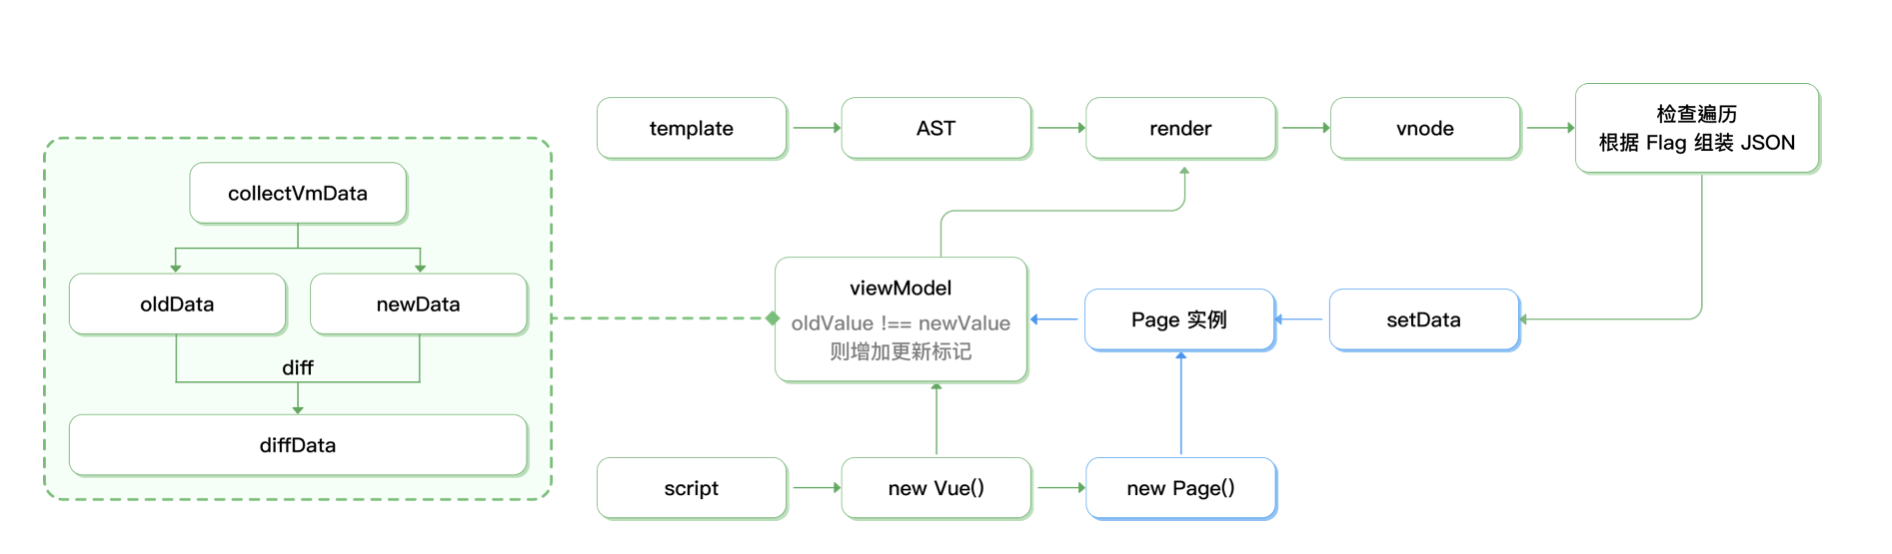 template
AST
render
vnode
检查遍历
根据 Flag 组装 JSON
collectVmData
oldData
newData
diff
diffData
viewModel
oldValue !== newValue
则增加更新标记
Page 实例
setData
script
new Vue()
new Page()